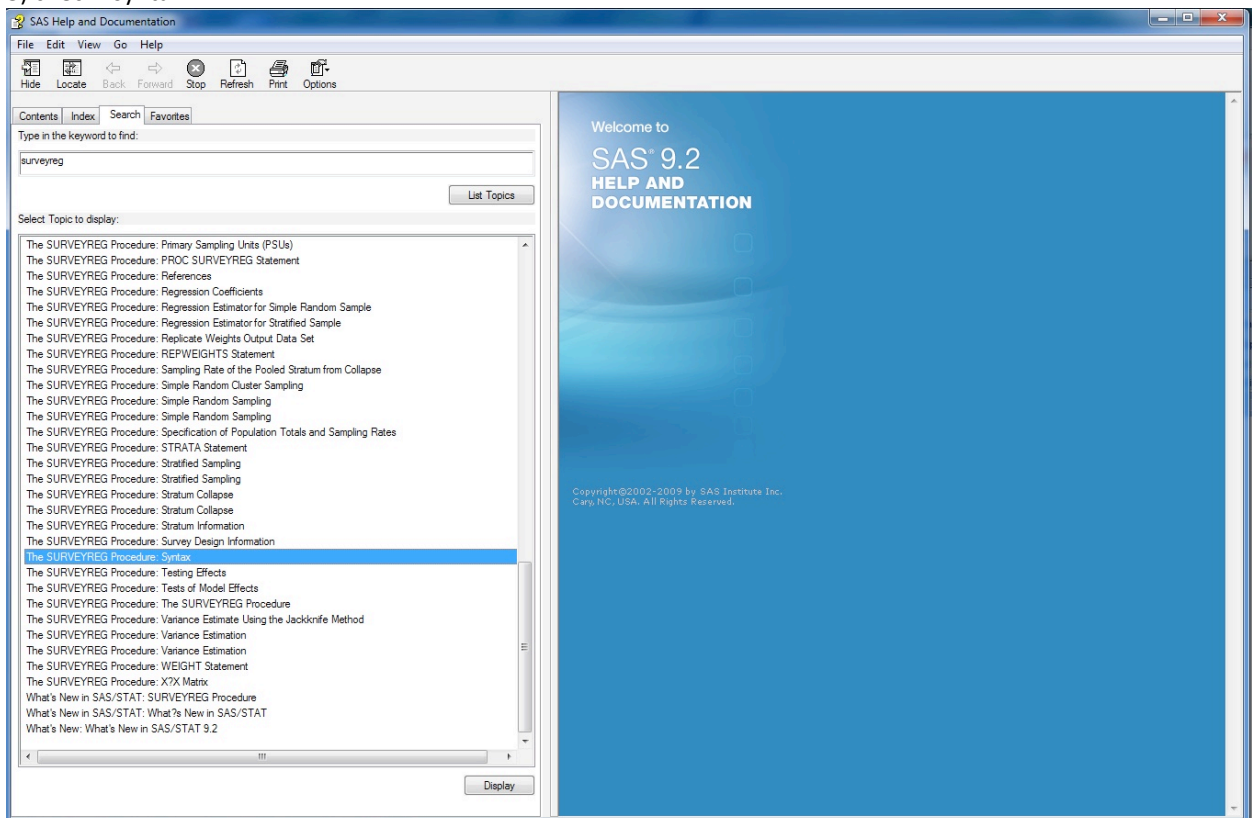 SAS Help and Documentation
File Edit View Go Help
Hide Locate Back Forward Stop Refresh Print Options
Contents Index Search Favorites
Type in the keyword to find:
surveyreg
List Topics
Select Topic to display:
The SURVEYREG Procedure: Primary Sampling Units (PSUs)
The SURVEYREG Procedure: PROC SURVEYREG Statement
The SURVEYREG Procedure: References
The SURVEYREG Procedure: Regression Coefficients
The SURVEYREG Procedure: Regression Estimator for Simple Random Sample
The SURVEYREG Procedure: Regression Estimator for Stratified Sample
The SURVEYREG Procedure: Replicate Weights Output Data Set
The SURVEYREG Procedure: REPWEIGHTS Statement
The SURVEYREG Procedure: Sampling Rate of the Pooled Stratum from Collapse
The SURVEYREG Procedure: Simple Random Cluster Sampling
The SURVEYREG Procedure: Simple Random Sampling
The SURVEYREG Procedure: Simple Random Sampling
The SURVEYREG Procedure: Specification of Population Totals and Sampling Rates
The SURVEYREG Procedure: STRATA Statement
The SURVEYREG Procedure: Stratified Sampling
The SURVEYREG Procedure: Stratified Sampling
The SURVEYREG Procedure: Stratum Collapse
The SURVEYREG Procedure: Stratum Collapse
The SURVEYREG Procedure: Stratum Information
The SURVEYREG Procedure: Survey Design Information
The SURVEYREG Procedure: Syntax
The SURVEYREG Procedure: Testing Effects
The SURVEYREG Procedure: Tests of Model Effects
The SURVEYREG Procedure: The SURVEYREG Procedure
The SURVEYREG Procedure: Variance Estimate Using the Jackknife Method
The SURVEYREG Procedure: Variance Estimation
The SURVEYREG Procedure: Variance Estimation
The SURVEYREG Procedure: WEIGHT Statement
The SURVEYREG Procedure: X?X Matrix
What's New in SAS/STAT: SURVEYREG Procedure
What's New in SAS/STAT: What?s New in SAS/STAT
What's New: What's New in SAS/STAT 9.2
Display
Welcome to
SAS® 9.2
HELP AND
DOCUMENTATION
Copyright©2002-2009 by SAS Institute Inc.
Cary, NC, USA. All Rights Reserved.